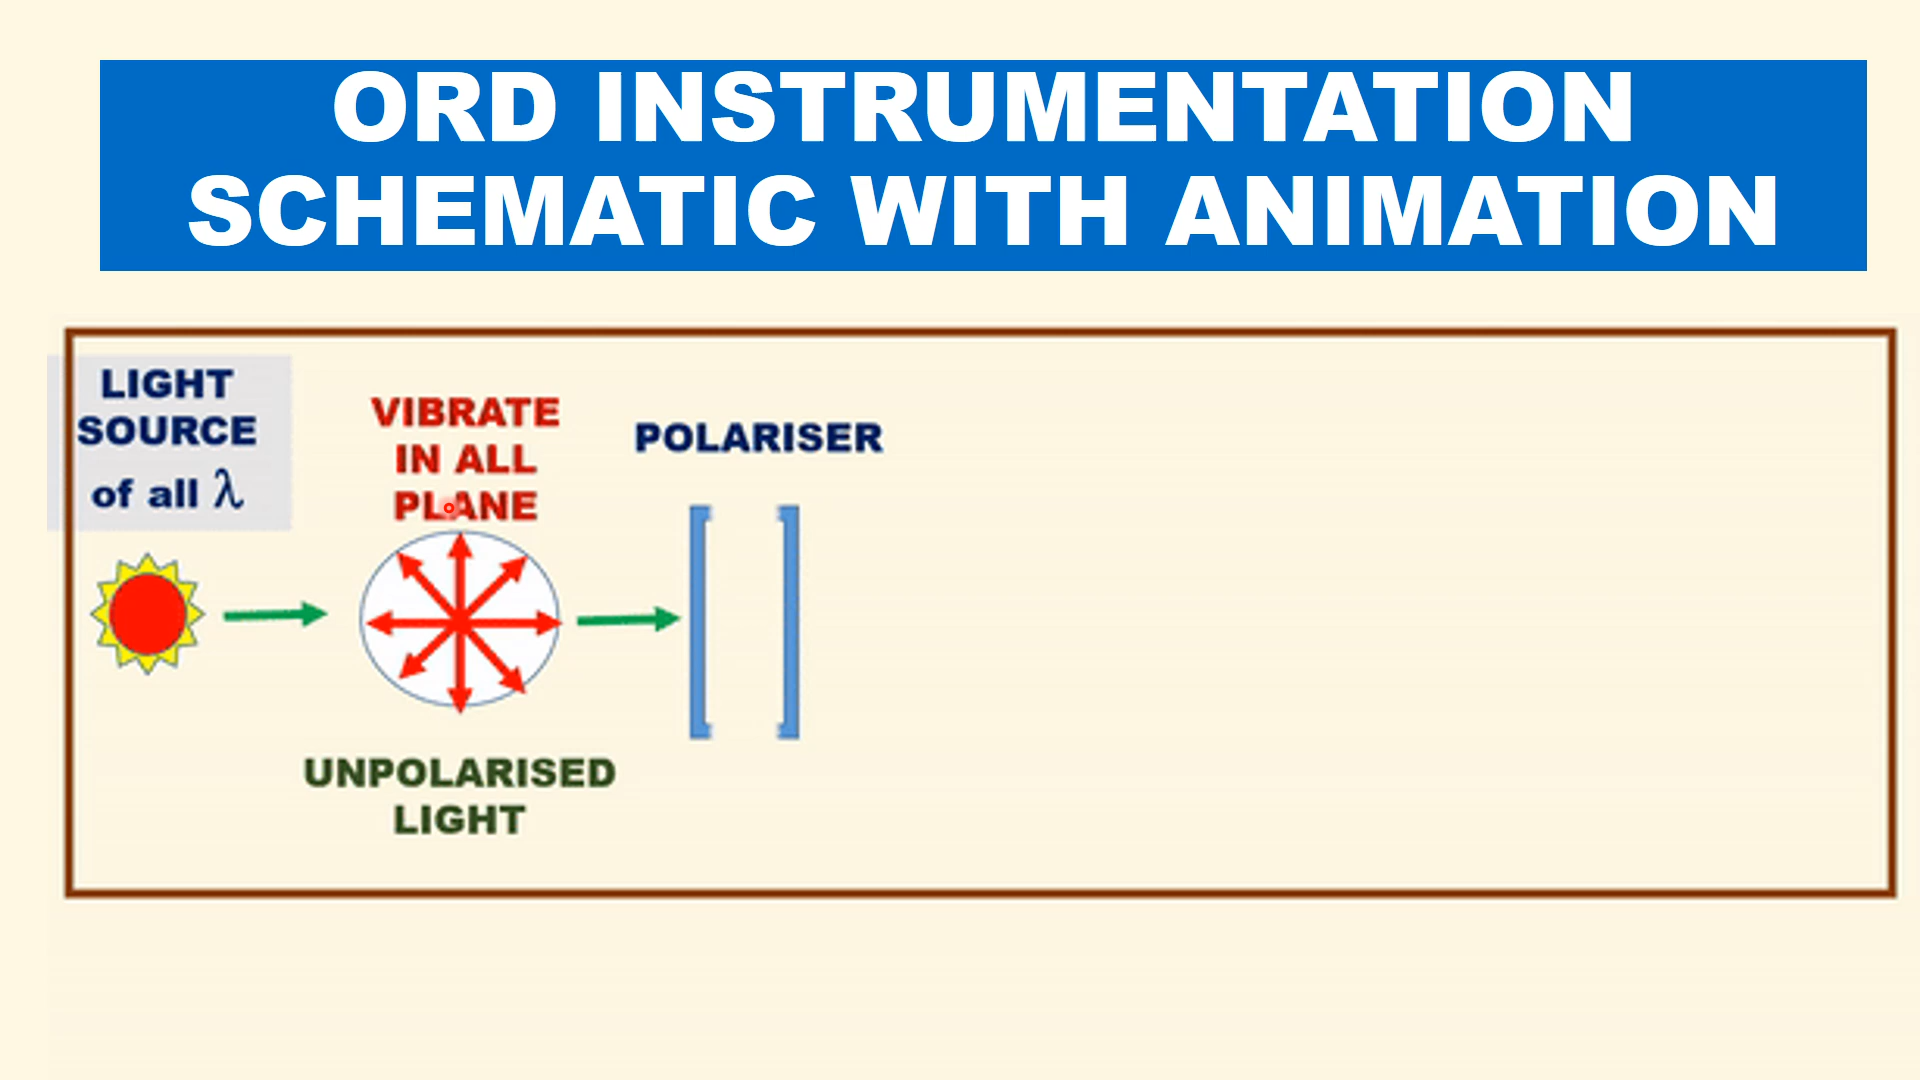 ORD INSTRUMENTATION
SCHEMATIC WITH ANIMATION
LIGHT
SOURCE
of all λ
VIBRATE
IN ALL
PLANE
POLARISER
UNPOLARISED
LIGHT